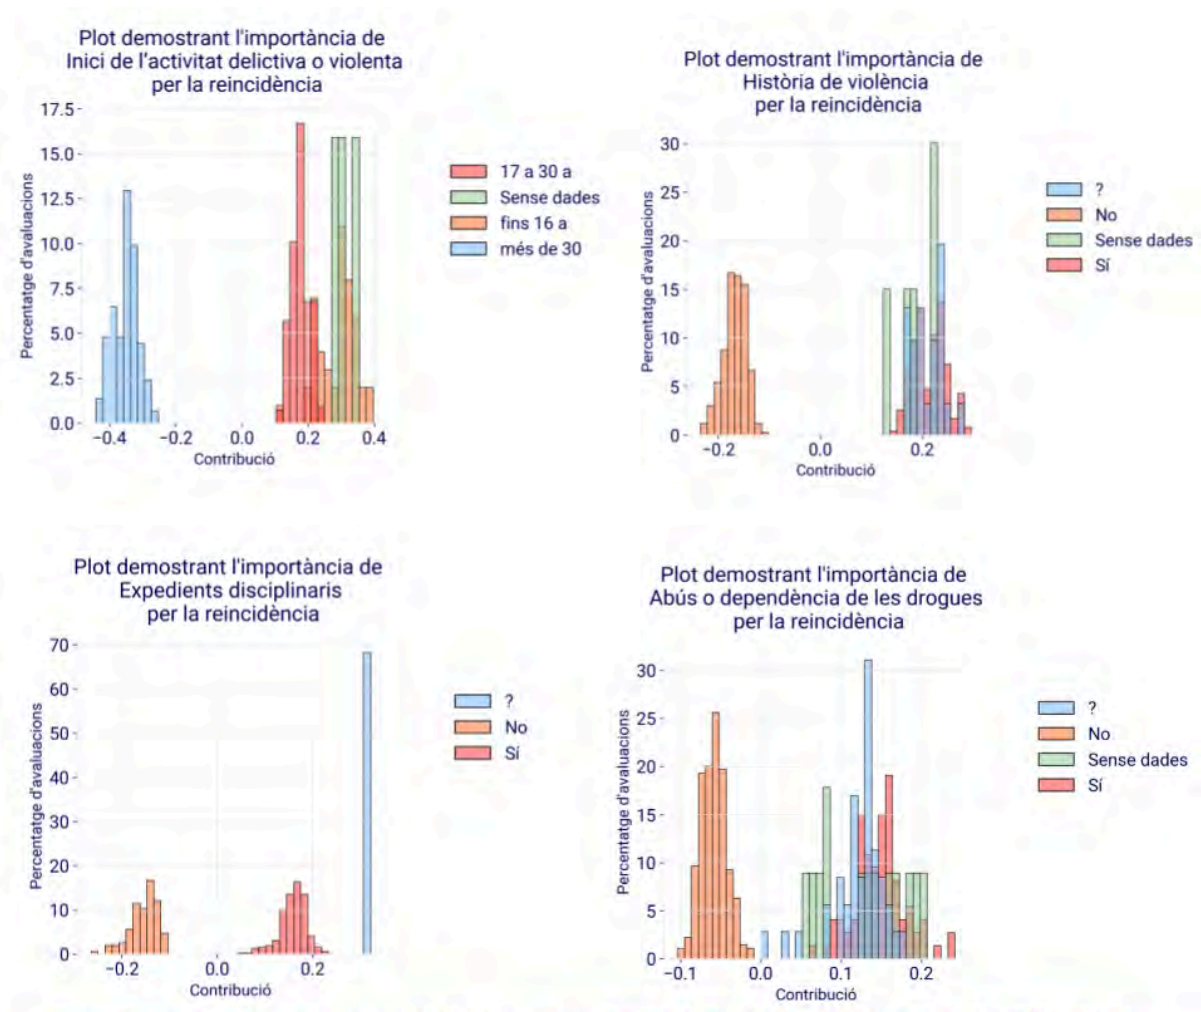 Plot demostrant l'importància de
Inici de l'activitat delictiva o violenta
per la reincidència
17.5
15.0
12.5
10.0
7.5
5.0
2.5
0.0
Percentatge d'avaluacions
−0.4 −0.2 0.0 0.2 0.4
Contribució
17 a 30 a
Sense dades
fins 16 a
més de 30
Plot demostrant l'importància de
Història de violència
per la reincidència
30
25
20
15
10
5
0
Percentatge d'avaluacions
−0.2 0.0 0.2
Contribució
?
No
Sense dades
Sí
Plot demostrant l'importància de
Expedients disciplinaris
per la reincidència
70
60
50
40
30
20
10
0
Percentatge d'avaluacions
−0.2 0.0 0.2
Contribució
?
No
Sí
Plot demostrant l'importància de
Abús o dependència de les drogues
per la reincidència
30
25
20
15
10
5
0
Percentatge d'avaluacions
−0.1 0.0 0.1 0.2
Contribució
?
No
Sense dades
Sí